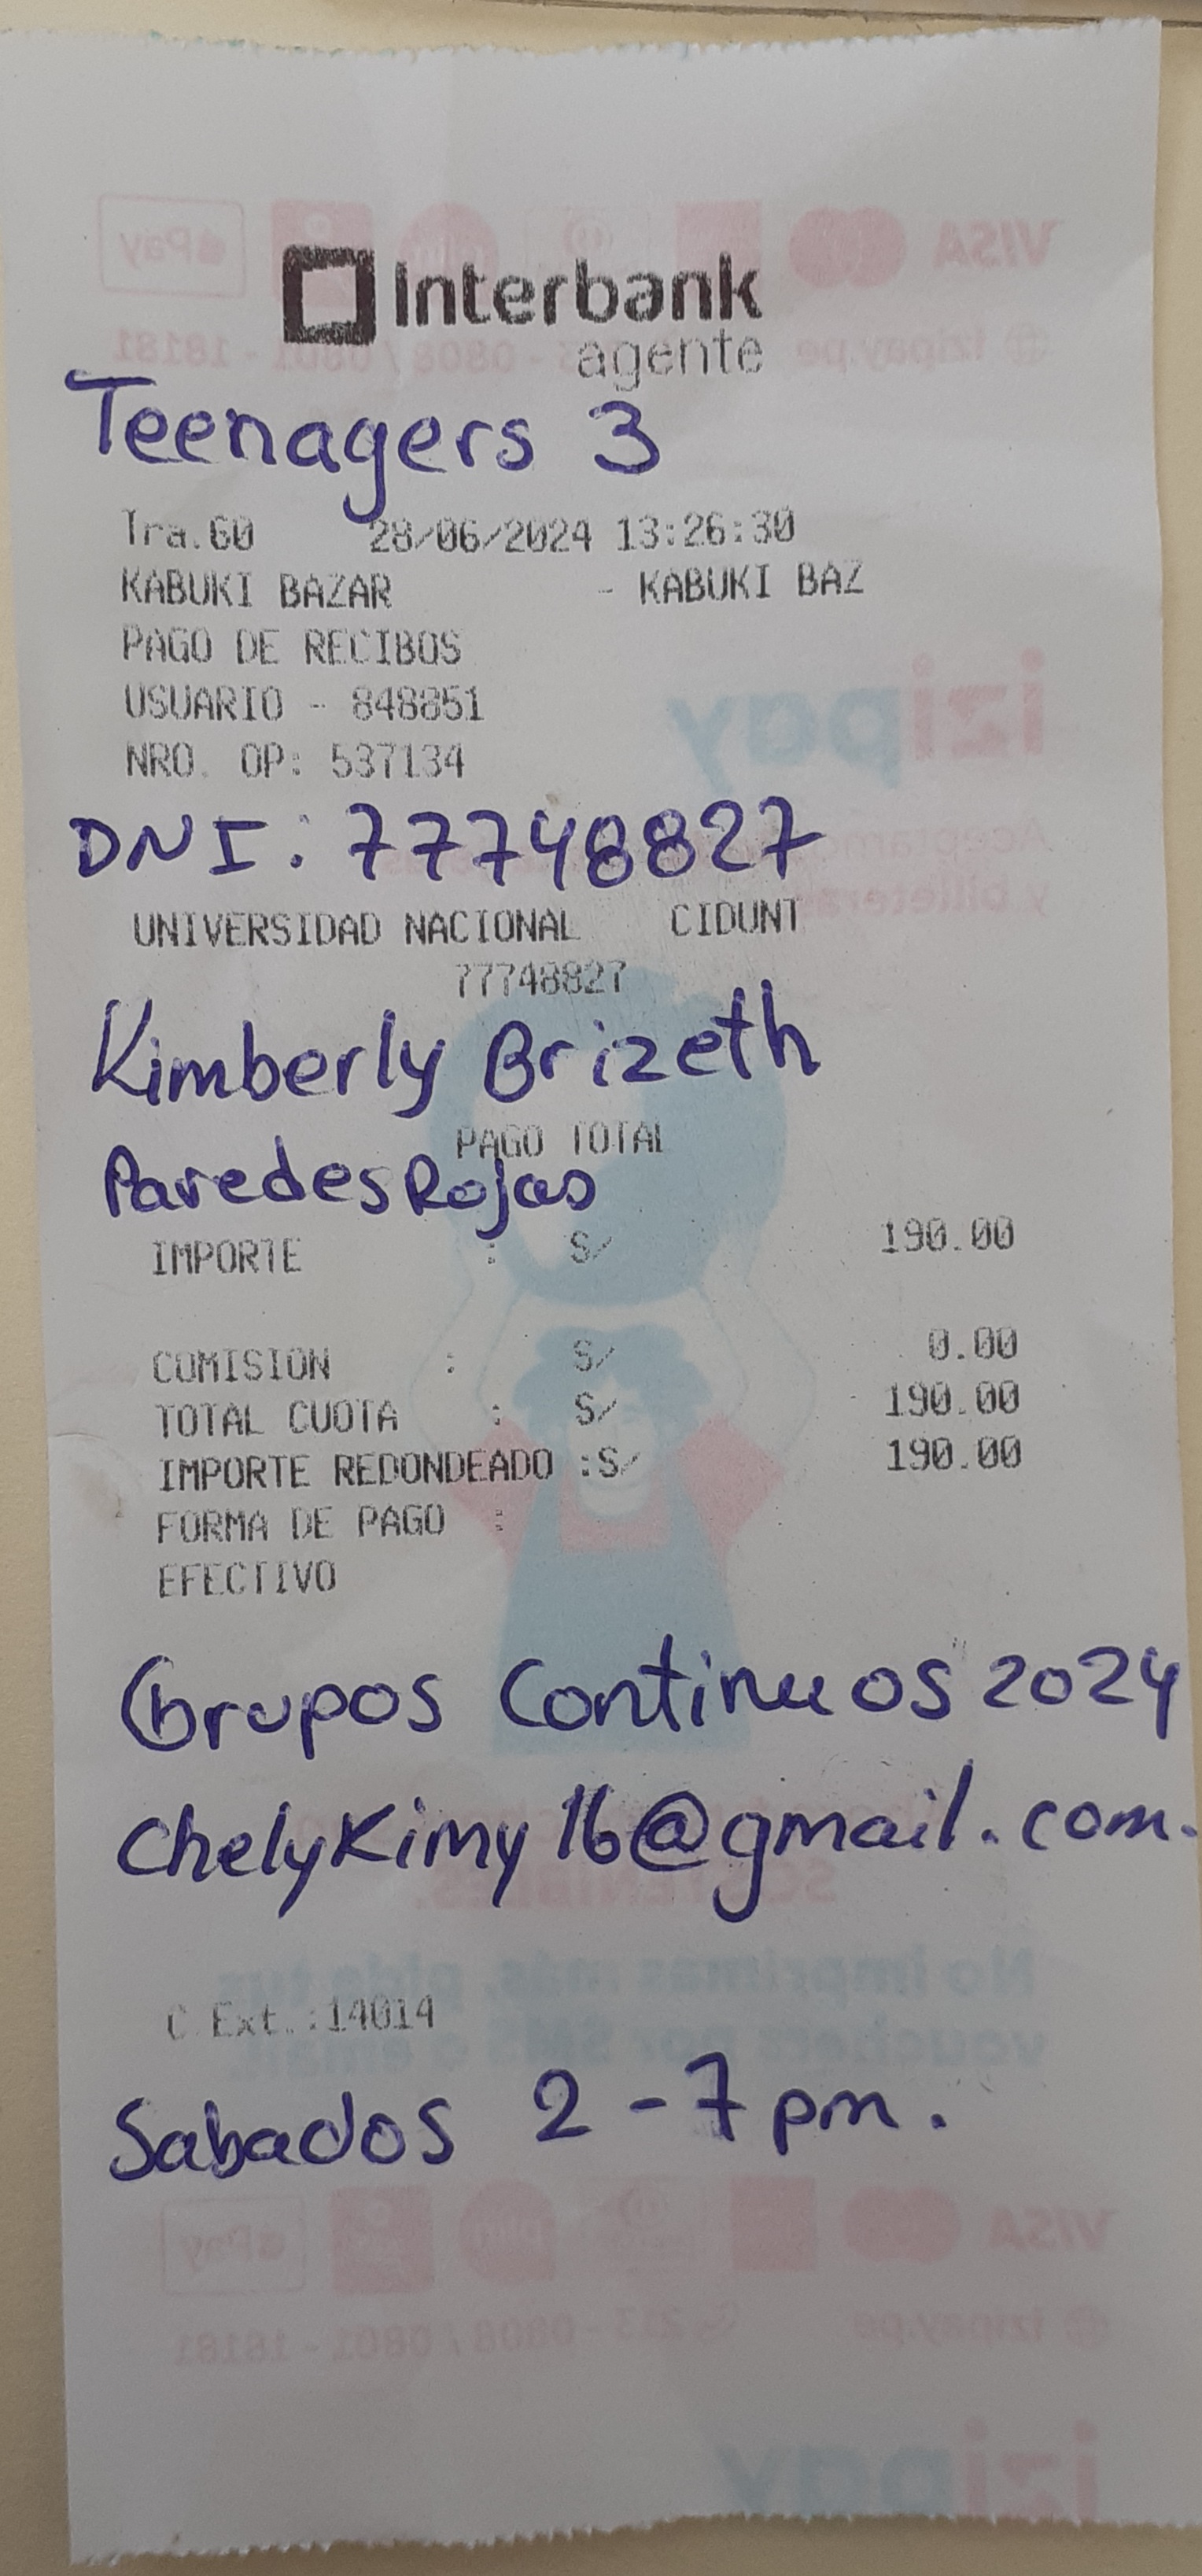 Interbank
agente
Teenagers 3
Tra.60 28/06/2024 13:26:30
KABUKI BAZAR - KABUKI BAZ
PAGO DE RECIBOS
USUARIO - 848851
NRO. OP: 537134
DNI: 77748827
UNIVERSIDAD NACIONAL CIDUNT
77748827
Kimberly Brizeth
PAGO TOTAL
Paredes Rojas
IMPORTE : S/ 190.00
COMISION : S/ 0.00
TOTAL CUOTA : S/ 190.00
IMPORTE REDONDEADO :S/ 190.00
FORMA DE PAGO :
EFECTIVO
Grupos Continuos 2024
chelykimy16@gmail.com.
C.Ext.:14014
Sabados 2-7pm.